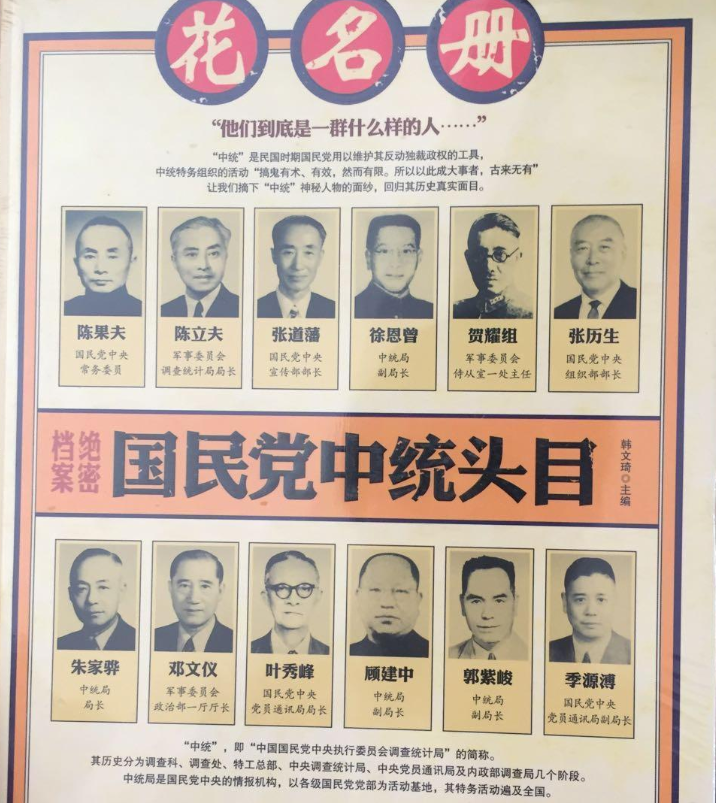 花名册
“他们到底是一群什么样的人……”
“中统”是民国时期国民党用以维护其反动独裁政权的工具，
中统特务组织的活动“搞鬼有术、有效，然而有限。所以以此成大事者，古来无有”
让我们摘下“中统”神秘人物的面纱，回归其历史真实面目。
陈果夫
国民党中央
常务委员
陈立夫
军事委员会
调查统计局局长
张道藩
国民党中央
宣传部部长
徐恩曾
中统局
副局长
贺耀组
军事委员会
侍从室一处主任
张历生
国民党中央
组织部部长
绝密
档案
国民党中统头目
韩文琦◎主编
朱家骅
中统局
局长
邓文仪
军事委员会
政治部一厅厅长
叶秀峰
国民党中央
党员通讯局局长
顾建中
中统局
副局长
郭紫峻
中统局
副局长
季源溥
国民党中央
党员通讯局副局长
“中统”，即“中国国民党中央执行委员会调查统计局”的简称。
其历史分为调查科、调查处、特工总部、中央调查统计局、中央党员通讯局及内政部调查局几个阶段。
中统局是国民党中央的情报机构，以各级国民党党部为活动基地，其特务活动遍及全国。